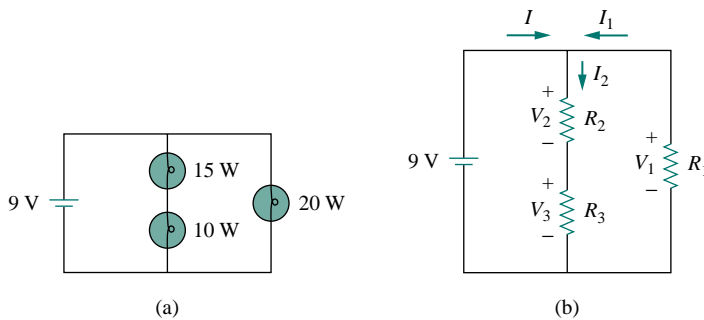 9 V
15 W
10 W
20 W
(a)
I
I₁
I₂
9 V
+
V₂
R₂
−
+
V₃
R₃
−
+
V₁
R₁
−
(b)